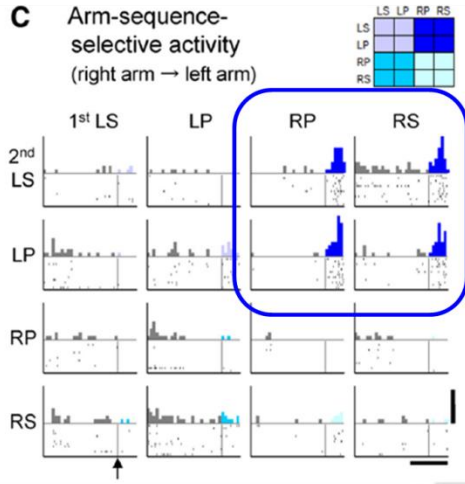 C Arm-sequence-
selective activity
(right arm → left arm)
LS LP RP RS
LS
LP
RP
RS
1st LS LP RP RS
2nd
LS
LP
RP
RS